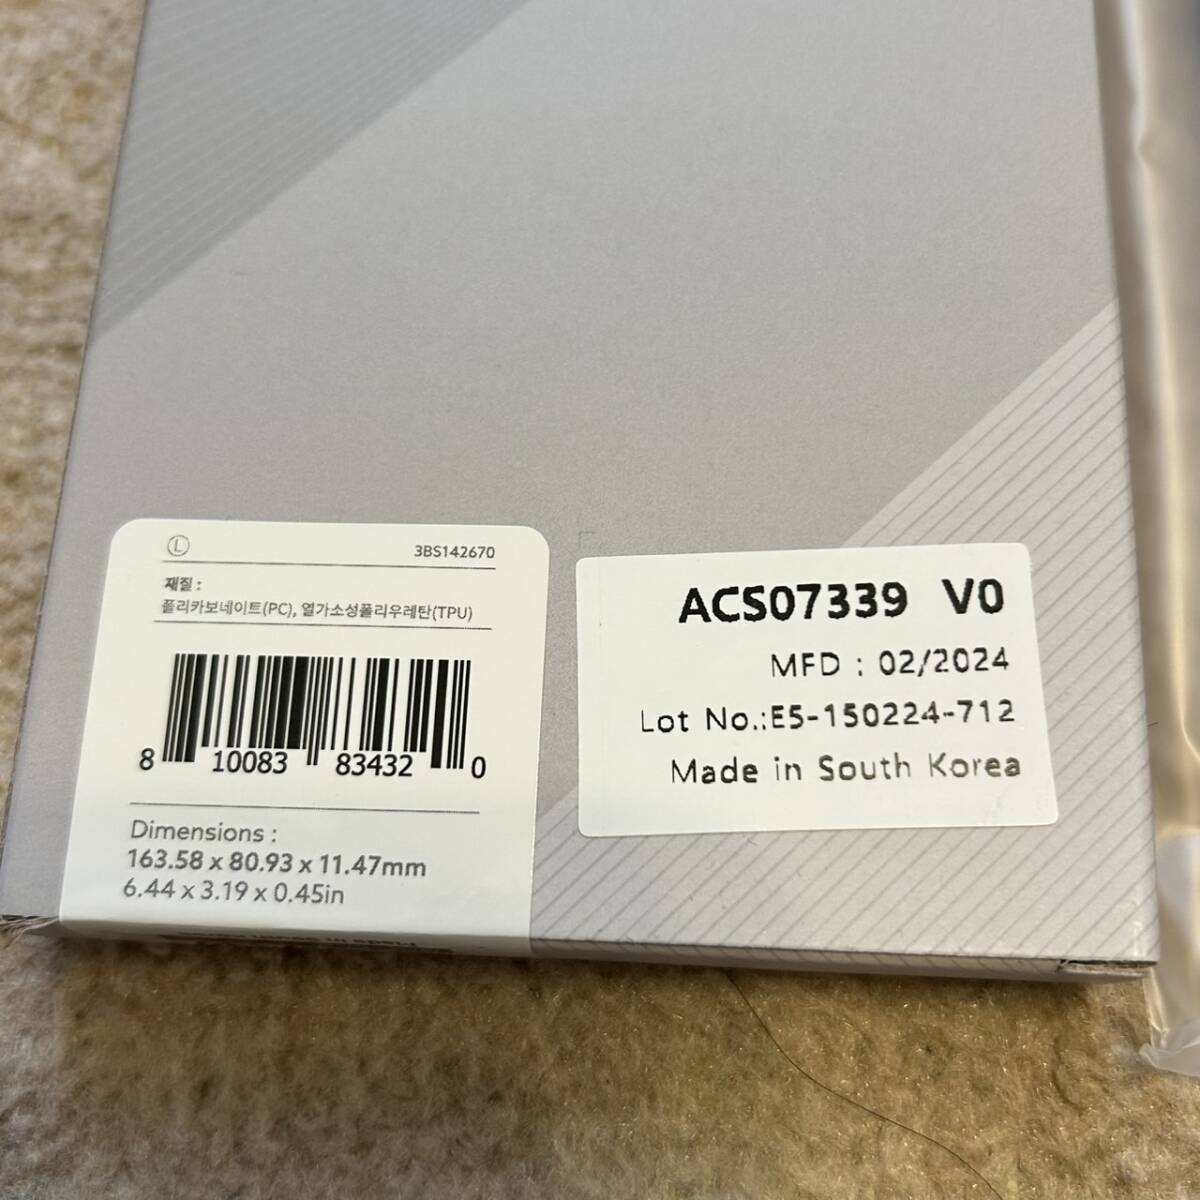 L
3BS142670
재질 :
폴리카보네이트(PC), 열가소성폴리우레탄(TPU)
8 10083 83432 0
Dimensions :
163.58 x 80.93 x 11.47mm
6.44 x 3.19 x 0.45in
ACS07339 V0
MFD : 02/2024
Lot No.:E5-150224-712
Made in South Korea